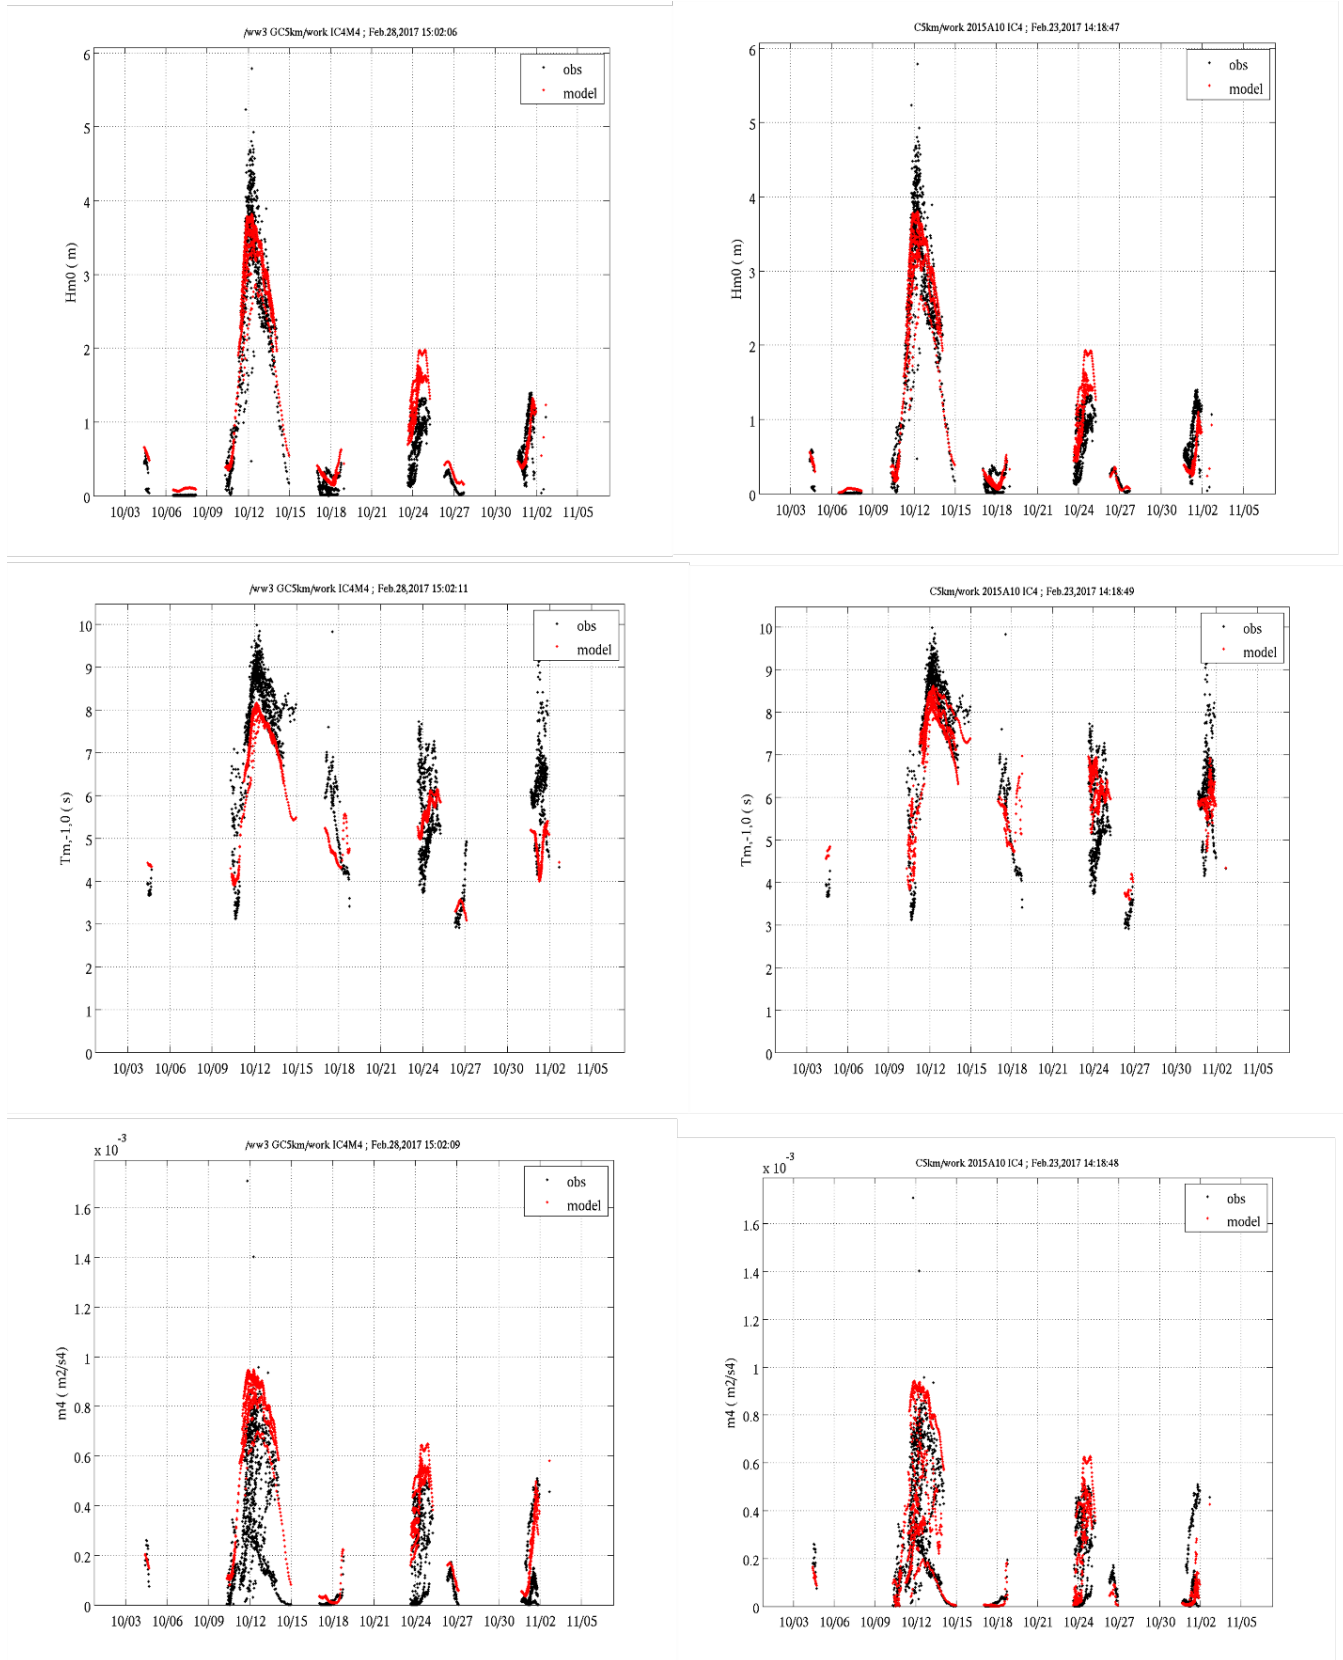 /ww3 GC5km/work IC4M4 ; Feb.28,2017 15:02:06
6
5
4
3
2
1
0
Hm0 ( m)
obs
model
10/03 10/06 10/09 10/12 10/15 10/18 10/21 10/24 10/27 10/30 11/02 11/05
C5km/work 2015A10 IC4 ; Feb.23,2017 14:18:47
6
5
4
3
2
1
0
Hm0 ( m)
obs
model
10/03 10/06 10/09 10/12 10/15 10/18 10/21 10/24 10/27 10/30 11/02 11/05
/ww3 GC5km/work IC4M4 ; Feb.28,2017 15:02:11
10
9
8
7
6
5
4
3
2
1
0
Tm,-1,0 ( s)
obs
model
10/03 10/06 10/09 10/12 10/15 10/18 10/21 10/24 10/27 10/30 11/02 11/05
C5km/work 2015A10 IC4 ; Feb.23,2017 14:18:49
10
9
8
7
6
5
4
3
2
1
0
Tm,-1,0 ( s)
obs
model
10/03 10/06 10/09 10/12 10/15 10/18 10/21 10/24 10/27 10/30 11/02 11/05
x 10^-3
/ww3 GC5km/work IC4M4 ; Feb.28,2017 15:02:09
1.6
1.4
1.2
1
0.8
0.6
0.4
0.2
0
m4 ( m2/s4)
obs
model
10/03 10/06 10/09 10/12 10/15 10/18 10/21 10/24 10/27 10/30 11/02 11/05
x 10^-3
C5km/work 2015A10 IC4 ; Feb.23,2017 14:18:48
1.6
1.4
1.2
1
0.8
0.6
0.4
0.2
0
m4 ( m2/s4)
obs
model
10/03 10/06 10/09 10/12 10/15 10/18 10/21 10/24 10/27 10/30 11/02 11/05